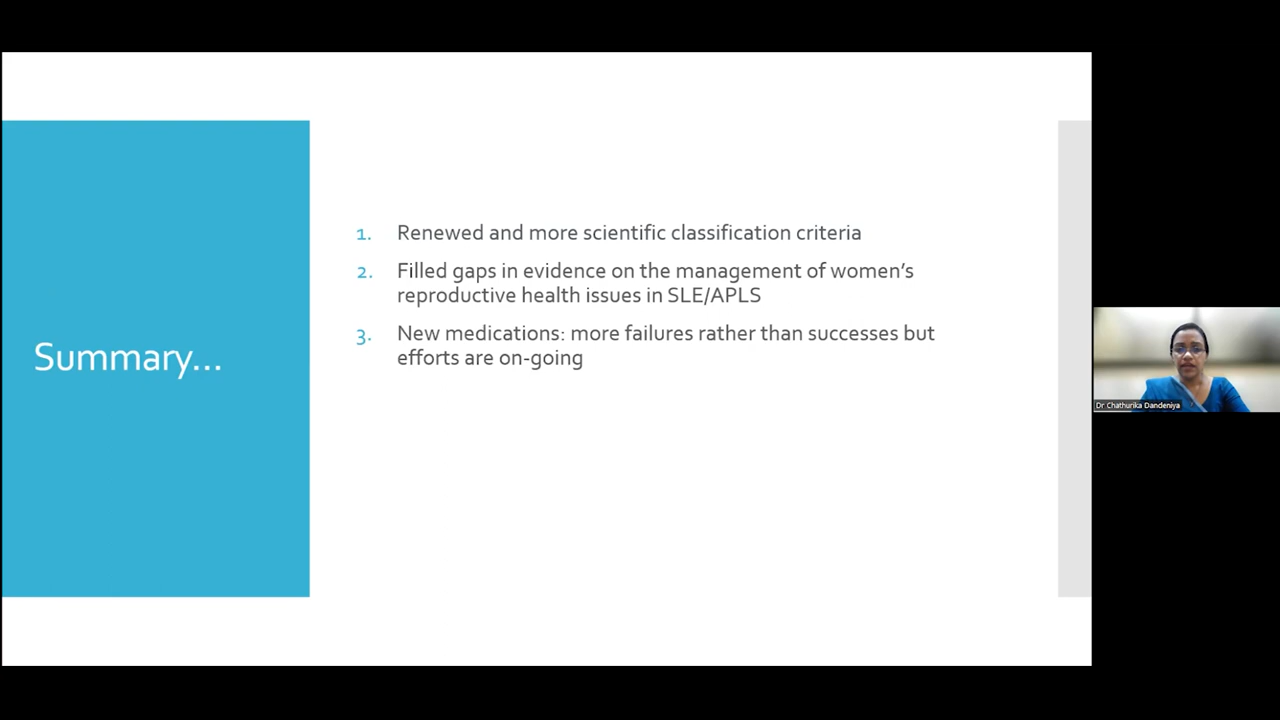 Summary...
1. Renewed and more scientific classification criteria
2. Filled gaps in evidence on the management of women's
reproductive health issues in SLE/APLS
3. New medications: more failures rather than successes but
efforts are on-going
Dr Chathurika Dandeniya